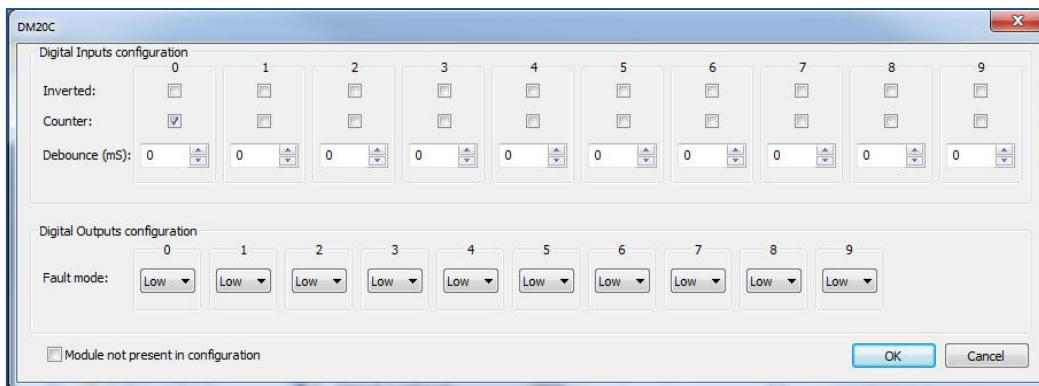 DM20C
Digital Inputs configuration
0 1 2 3 4 5 6 7 8 9
Inverted:
Counter:
Debounce (mS): 0 0 0 0 0 0 0 0 0 0
Digital Outputs configuration
0 1 2 3 4 5 6 7 8 9
Fault mode: Low Low Low Low Low Low Low Low Low Low
Module not present in configuration OK Cancel